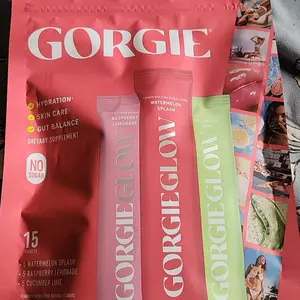 GORGIE
HYDRATION
SKIN CARE
GUT BALANCE
DIETARY SUPPLEMENT
NO
SUGAR
15
5 WATERMELON SPLASH
5 RASPBERRY LEMONADE
5 CUCUMBER LIME
RASPBERRY
LEMONADE
GORGIEGLOW
WATERMELON
SPLASH
GORGIEGLOW
GORGIEGLOW